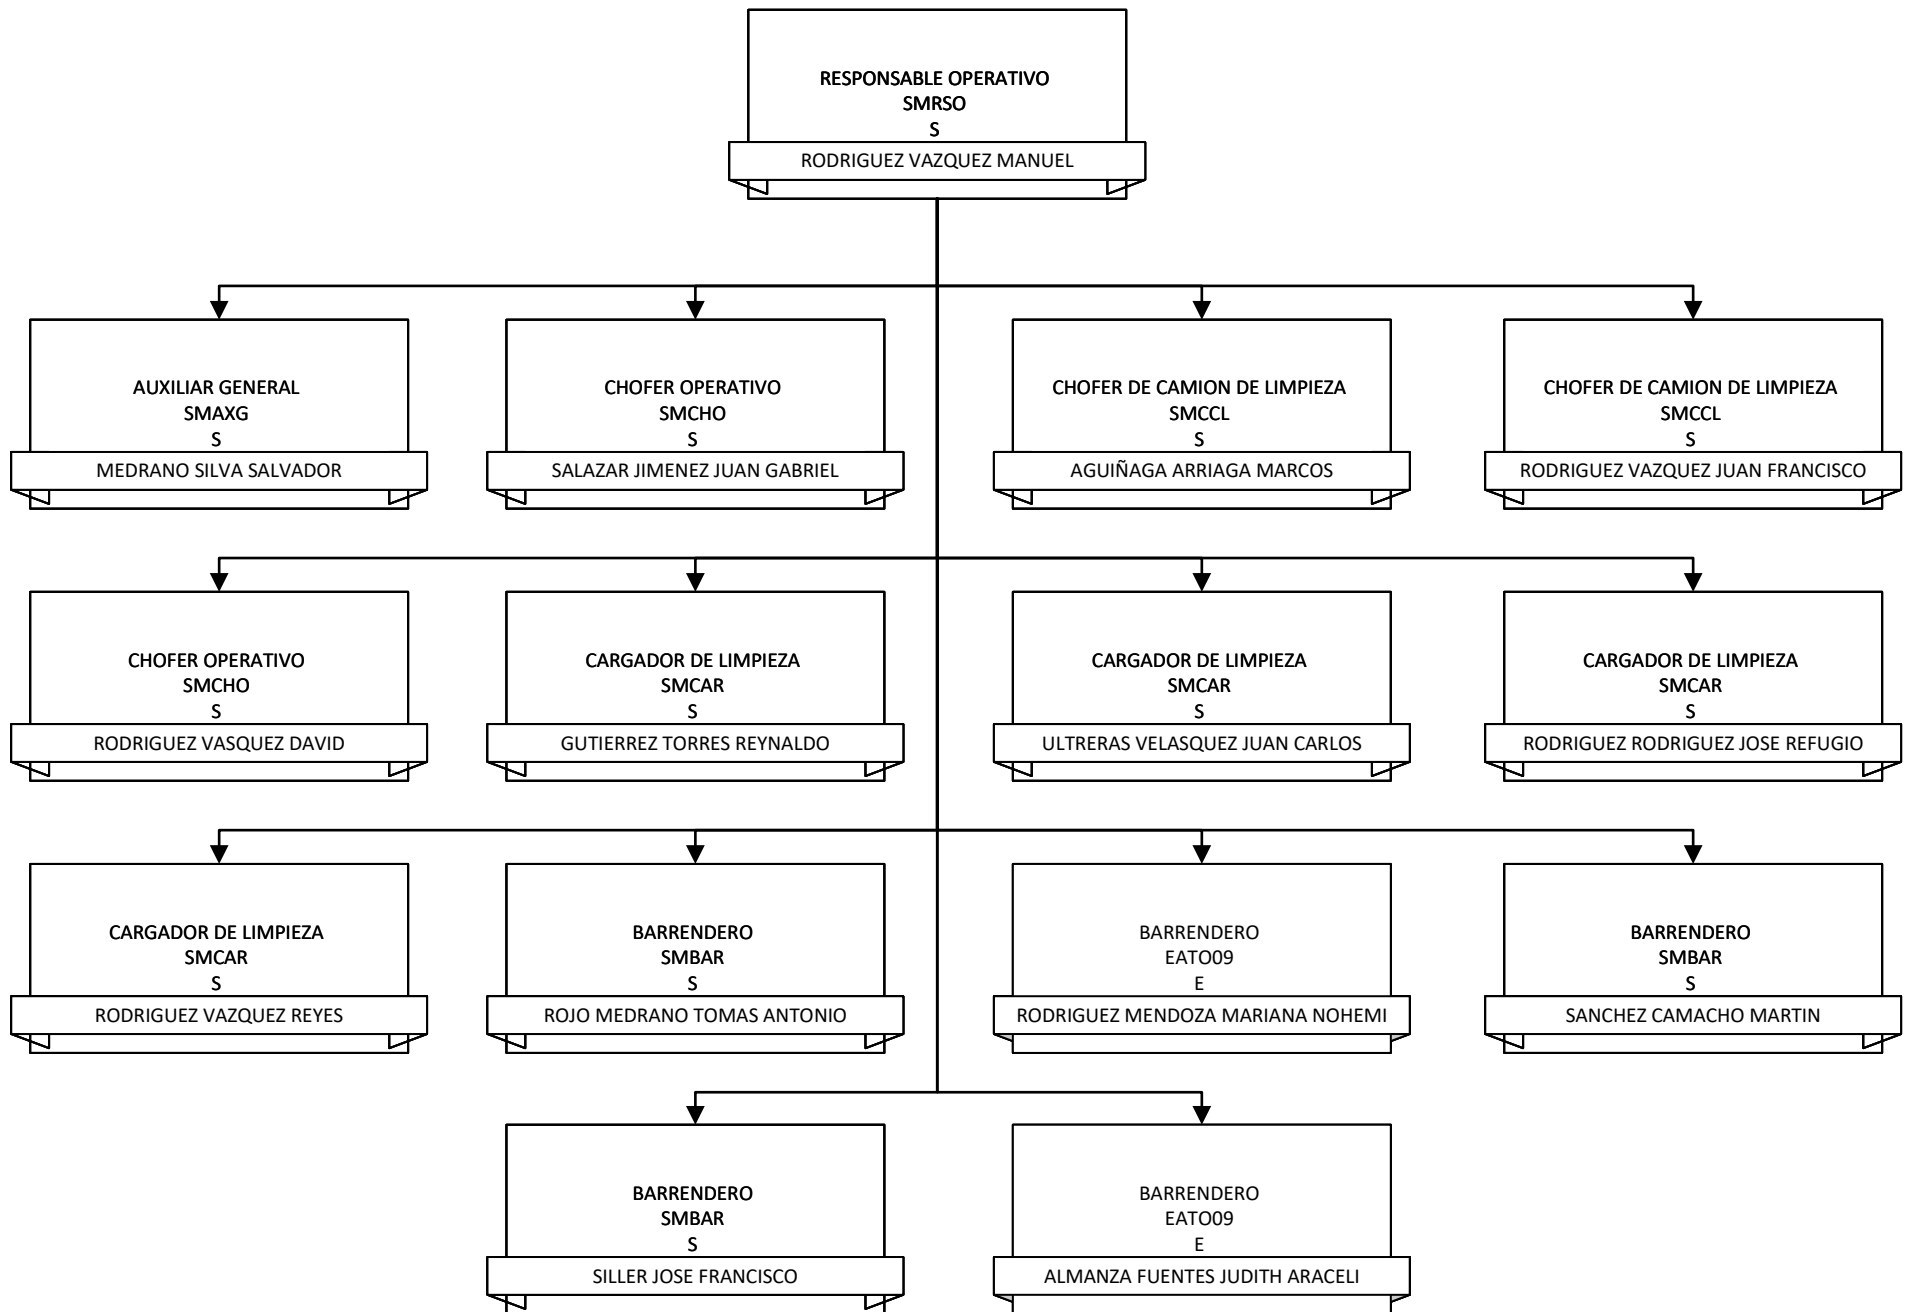 RESPONSABLE OPERATIVO
SMRSO
S
RODRIGUEZ VAZQUEZ MANUEL
AUXILIAR GENERAL
SMAXG
S
MEDRANO SILVA SALVADOR
CHOFER OPERATIVO
SMCHO
S
SALAZAR JIMENEZ JUAN GABRIEL
CHOFER DE CAMION DE LIMPIEZA
SMCCL
S
AGUIÑAGA ARRIAGA MARCOS
CHOFER DE CAMION DE LIMPIEZA
SMCCL
S
RODRIGUEZ VAZQUEZ JUAN FRANCISCO
CHOFER OPERATIVO
SMCHO
S
RODRIGUEZ VASQUEZ DAVID
CARGADOR DE LIMPIEZA
SMCAR
S
GUTIERREZ TORRES REYNALDO
CARGADOR DE LIMPIEZA
SMCAR
S
ULTRERAS VELASQUEZ JUAN CARLOS
CARGADOR DE LIMPIEZA
SMCAR
S
RODRIGUEZ RODRIGUEZ JOSE REFUGIO
CARGADOR DE LIMPIEZA
SMCAR
S
RODRIGUEZ VAZQUEZ REYES
BARRENDERO
SMBAR
S
ROJO MEDRANO TOMAS ANTONIO
BARRENDERO
EATO09
E
RODRIGUEZ MENDOZA MARIANA NOHEMI
BARRENDERO
SMBAR
S
SANCHEZ CAMACHO MARTIN
BARRENDERO
SMBAR
S
SILLER JOSE FRANCISCO
BARRENDERO
EATO09
E
ALMANZA FUENTES JUDITH ARACELI